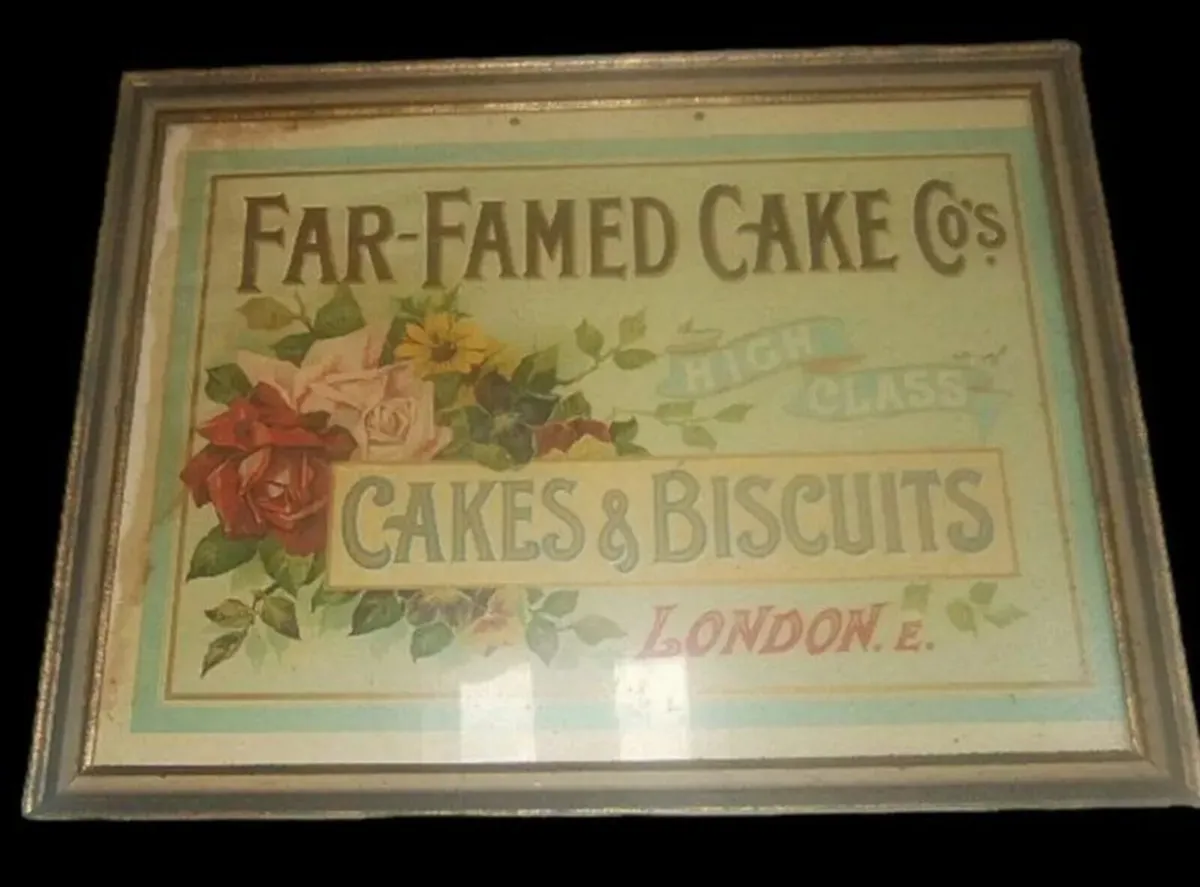 FAR-FAMED CAKE CO'S.
HIGH
CLASS
CAKES & BISCUITS
LONDON. E.